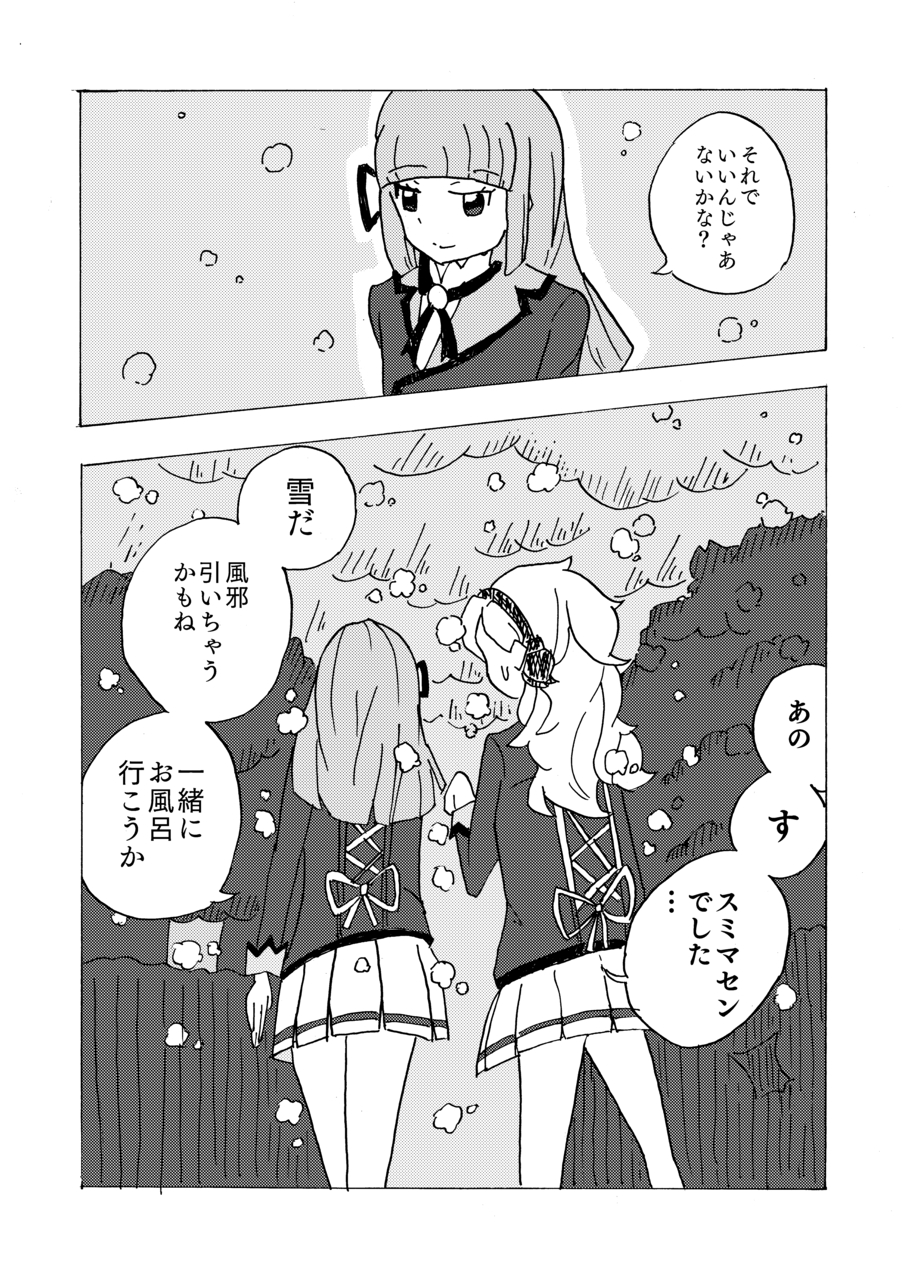 それで
いいんじゃあ
ないかな？
あの
す
スミマセン
でした
…
雪だ
風邪
引いちゃう
かもね
一緒に
お風呂
行こうか